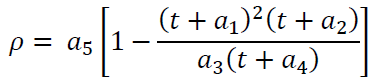 ρ = a₅ [1 − (t + a₁)²(t + a₂) / a₃(t + a₄)]